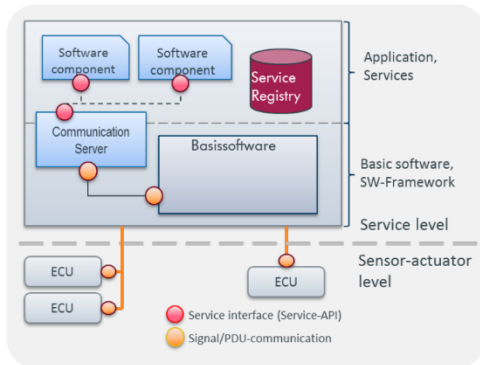 Software
component
Software
component
Service
Registry
Application,
Services
Communication
Server
Basissoftware
Basic software,
SW-Framework
Service level
Sensor-actuator
level
ECU
ECU
ECU
Service interface (Service-API)
Signal/PDU-communication